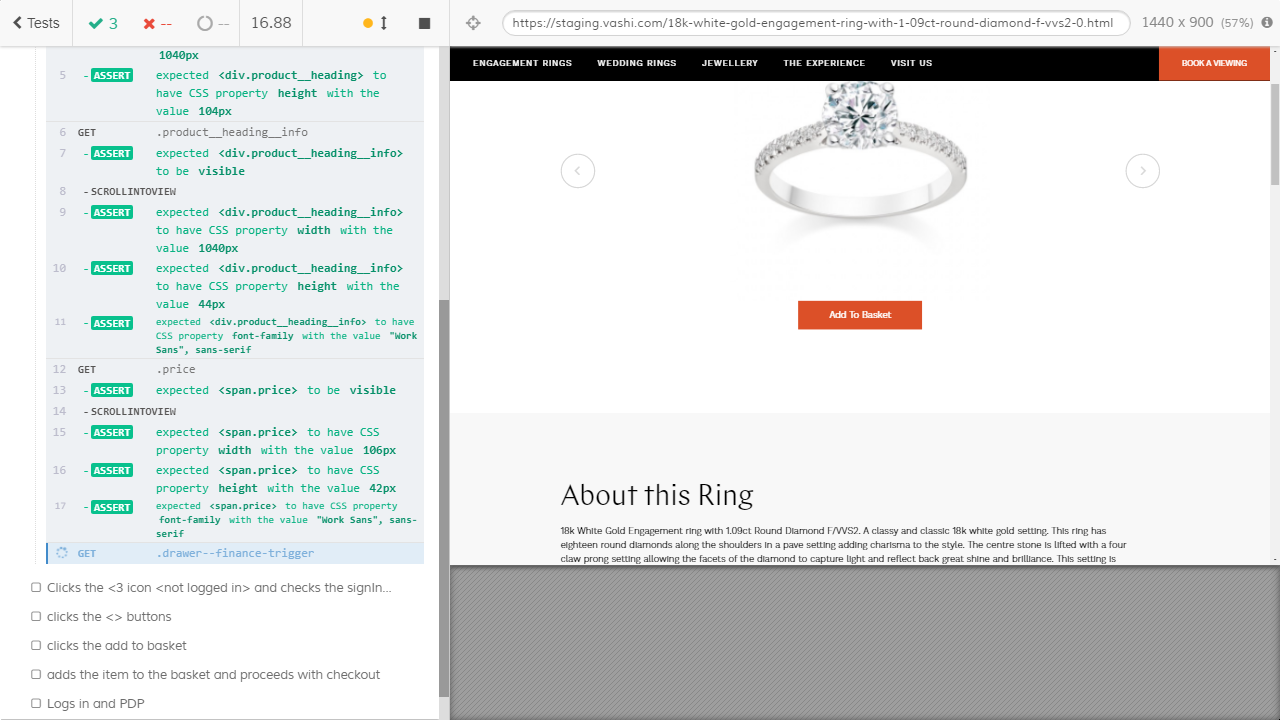 Tests
3
--
--
16.88
https://staging.vashi.com/18k-white-gold-engagement-ring-with-1-09ct-round-diamond-f-vvs2-0.html
1440 x 900 (57%)
1040px
5 - ASSERT expected <div.product__heading> to
have CSS property height with the
value 104px
6 GET .product__heading__info
7 - ASSERT expected <div.product__heading__info>
to be visible
8 - SCROLLINTOVIEW
9 - ASSERT expected <div.product__heading__info>
to have CSS property width with the
value 1040px
10 - ASSERT expected <div.product__heading__info>
to have CSS property height with the
value 44px
11 - ASSERT expected <div.product__heading__info> to have
CSS property font-family with the value "Work
Sans", sans-serif
12 GET .price
13 - ASSERT expected <span.price> to be visible
14 - SCROLLINTOVIEW
15 - ASSERT expected <span.price> to have CSS
property width with the value 106px
16 - ASSERT expected <span.price> to have CSS
property height with the value 42px
17 - ASSERT expected <span.price> to have CSS property
font-family with the value "Work Sans", sans-
serif
GET .drawer--finance-trigger
Clicks the <3 icon <not logged in> and checks the signIn...
clicks the <> buttons
clicks the add to basket
adds the item to the basket and proceeds with checkout
Logs in and PDP
ENGAGEMENT RINGS WEDDING RINGS JEWELLERY THE EXPERIENCE VISIT US
BOOK A VIEWING
Add To Basket
About this Ring
18k White Gold Engagement ring with 1.09ct Round Diamond F/VVS2. A classy and classic 18k white gold setting. This ring has
eighteen round diamonds along the shoulders in a pave setting adding charisma to the style. The centre stone is lifted with a four
claw prong setting allowing the facets of the diamond to capture light and reflect back great shine and brilliance. This setting is